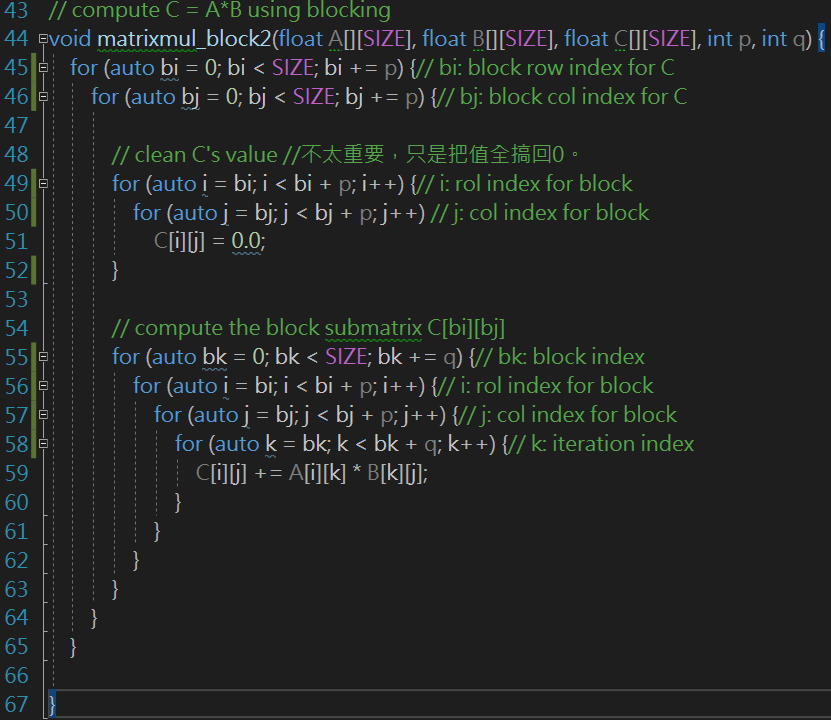 43 // compute C = A*B using blocking
44 void matrixmul_block2(float A[][SIZE], float B[][SIZE], float C[][SIZE], int p, int q) {
45 for (auto bi = 0; bi < SIZE; bi += p) {// bi: block row index for C
46 for (auto bj = 0; bj < SIZE; bj += p) {// bj: block col index for C
47
48 // clean C's value //不太重要，只是把值全搞回0。
49 for (auto i = bi; i < bi + p; i++) {// i: rol index for block
50 for (auto j = bj; j < bj + p; j++) // j: col index for block
51 C[i][j] = 0.0;
52 }
53
54 // compute the block submatrix C[bi][bj]
55 for (auto bk = 0; bk < SIZE; bk += q) {// bk: block index
56 for (auto i = bi; i < bi + p; i++) {// i: rol index for block
57 for (auto j = bj; j < bj + p; j++) {// j: col index for block
58 for (auto k = bk; k < bk + q; k++) {// k: iteration index
59 C[i][j] += A[i][k] * B[k][j];
60 }
61 }
62 }
63 }
64 }
65 }
66
67 }